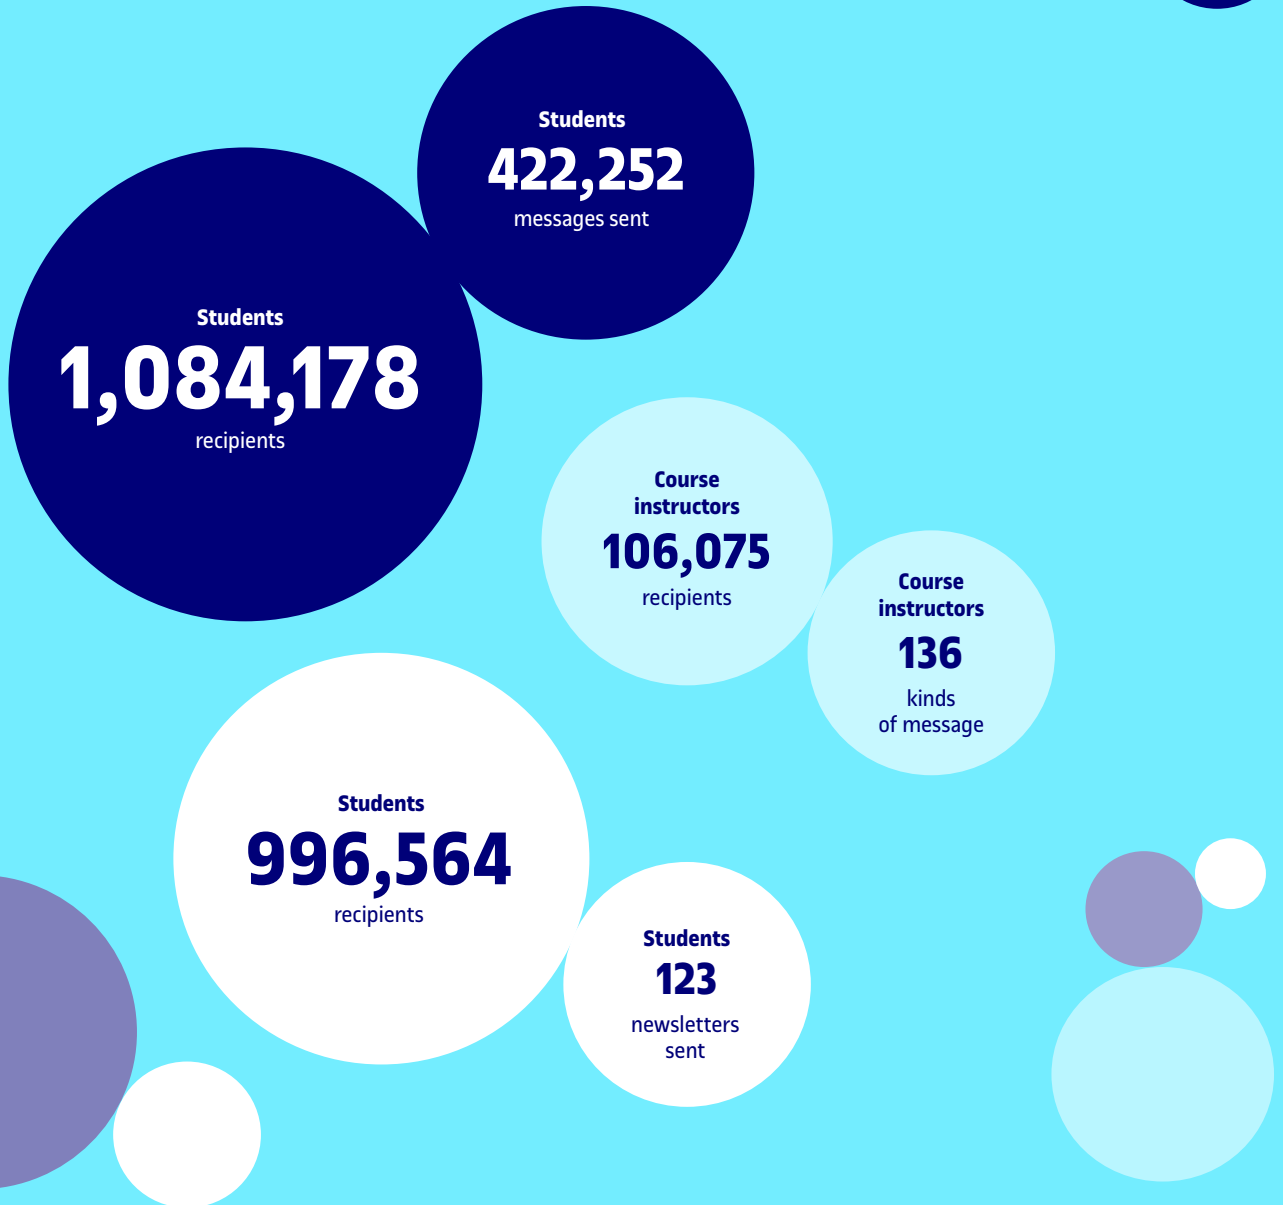 Students
422,252
messages sent
Students
1,084,178
recipients
Course
instructors
106,075
recipients
Course
instructors
136
kinds
of message
Students
996,564
recipients
Students
123
newsletters
sent